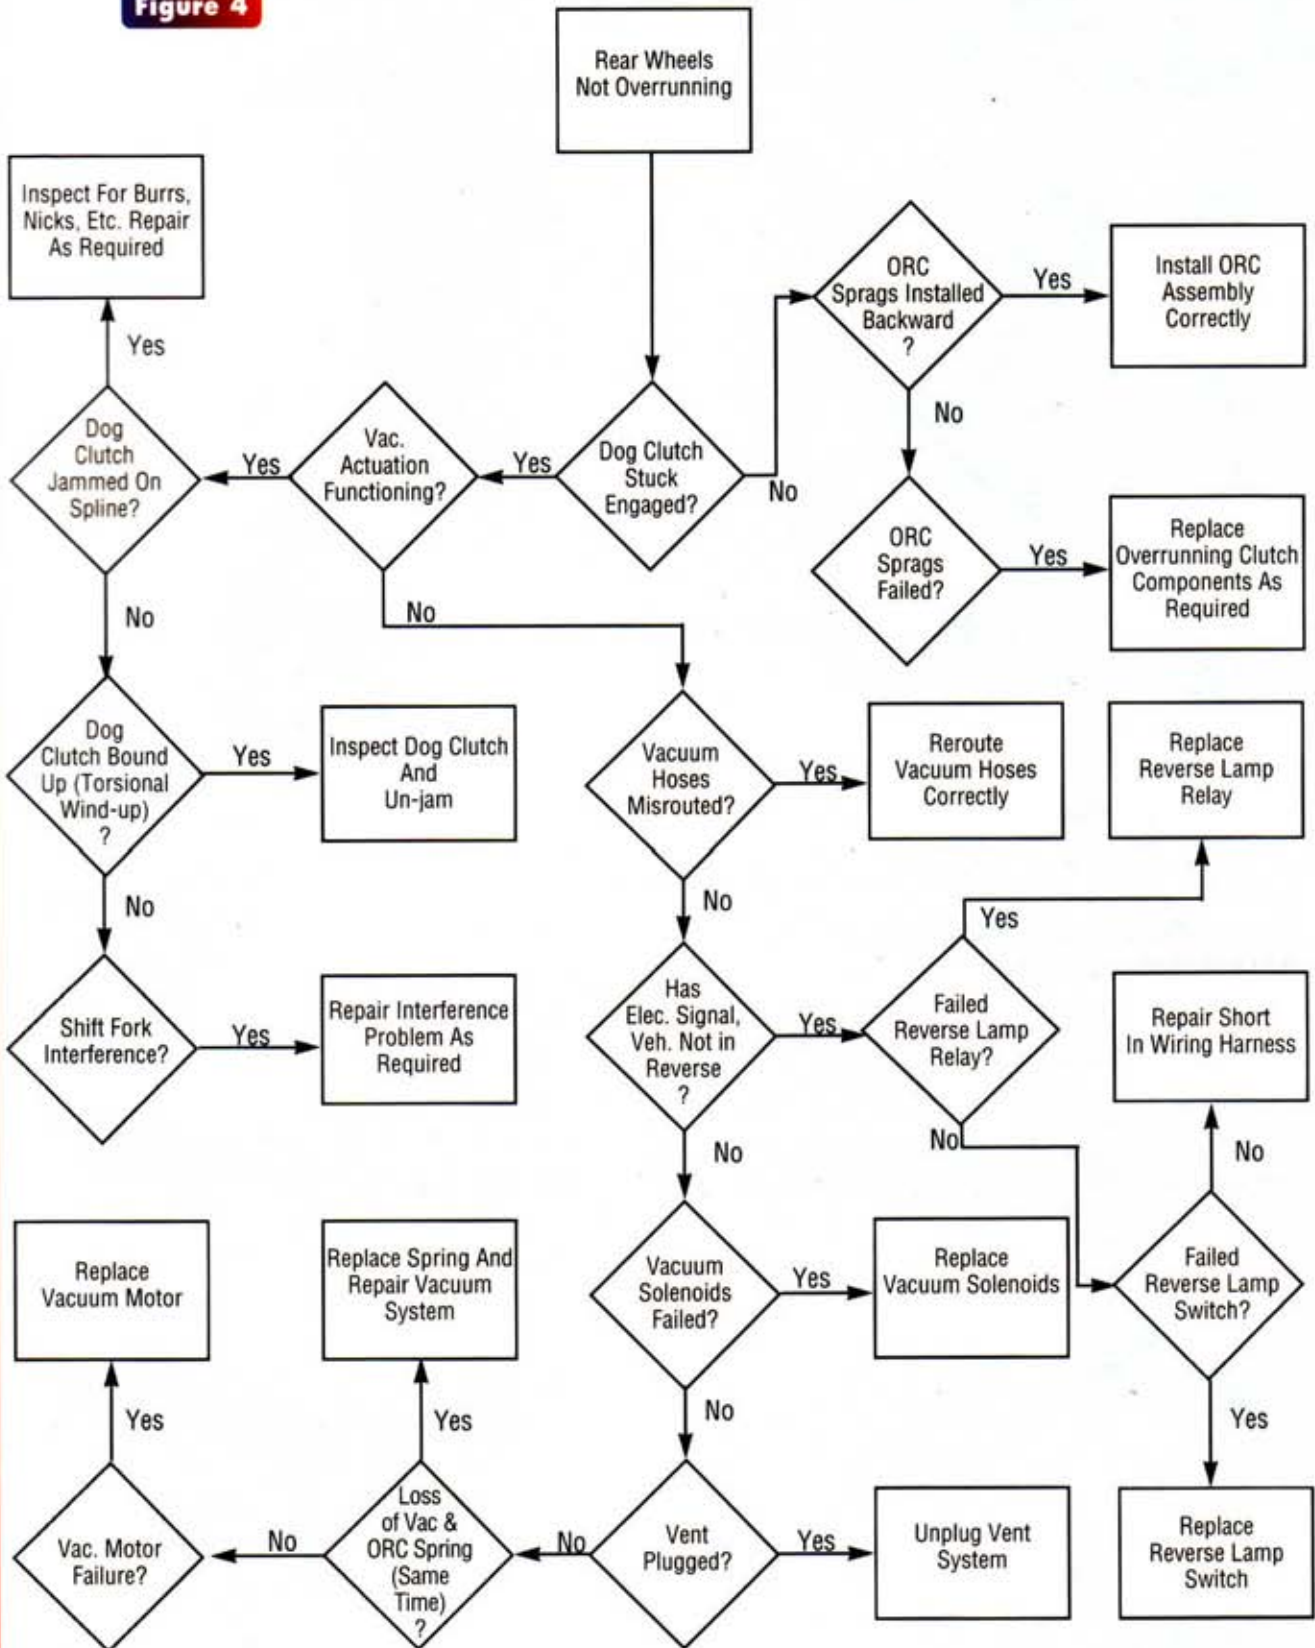 Figure 4
Rear Wheels
Not Overrunning
Inspect For Burrs,
Nicks, Etc. Repair
As Required
Yes
ORC
Sprags Installed
Backward
?
Yes
Install ORC
Assembly
Correctly
No
Dog
Clutch
Jammed On
Spline?
Yes
Vac.
Actuation
Functioning?
Yes
Dog Clutch
Stuck
Engaged?
No
ORC
Sprags
Failed?
Yes
Replace
Overrunning Clutch
Components As
Required
No
No
Dog
Clutch Bound
Up (Torsional
Wind-up)
?
Yes
Inspect Dog Clutch
And
Un-jam
Vacuum
Hoses
Misrouted?
Yes
Reroute
Vacuum Hoses
Correctly
Replace
Reverse Lamp
Relay
No
No
Yes
Shift Fork
Interference?
Yes
Repair Interference
Problem As
Required
Has
Elec. Signal,
Veh. Not in
Reverse
?
Yes
Failed
Reverse Lamp
Relay?
Repair Short
In Wiring Harness
No
No
No
Replace
Vacuum Motor
Replace Spring And
Repair Vacuum
System
Vacuum
Solenoids
Failed?
Yes
Replace
Vacuum Solenoids
Failed
Reverse Lamp
Switch?
Yes
Yes
No
Yes
Vac. Motor
Failure?
No
Loss
of Vac &
ORC Spring
(Same
Time)
?
No
Vent
Plugged?
Yes
Unplug Vent
System
Replace
Reverse Lamp
Switch